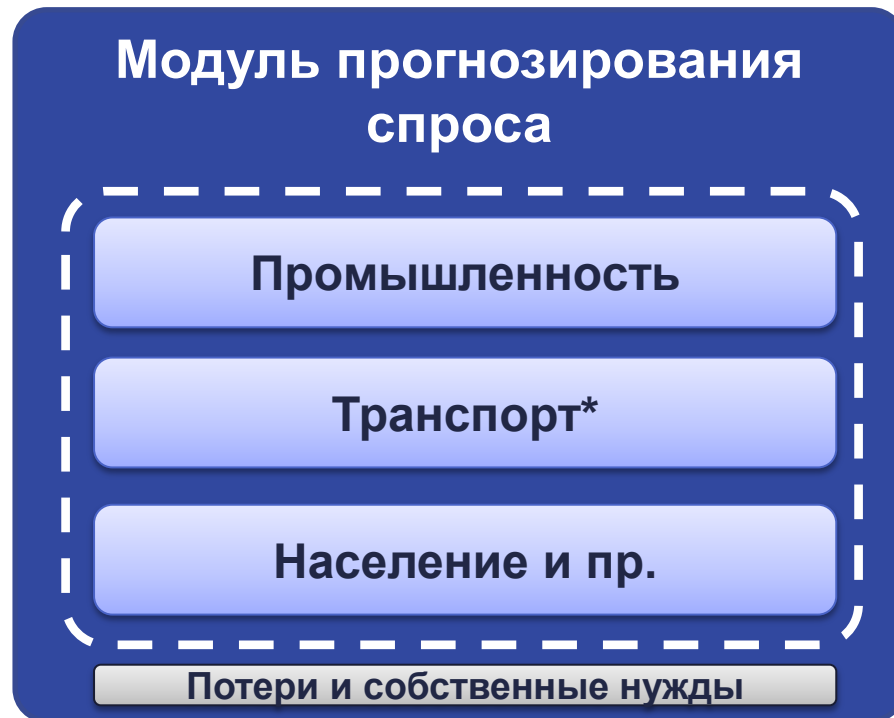 Модуль прогнозирования
спроса
Промышленность
Транспорт*
Население и пр.
Потери и собственные нужды